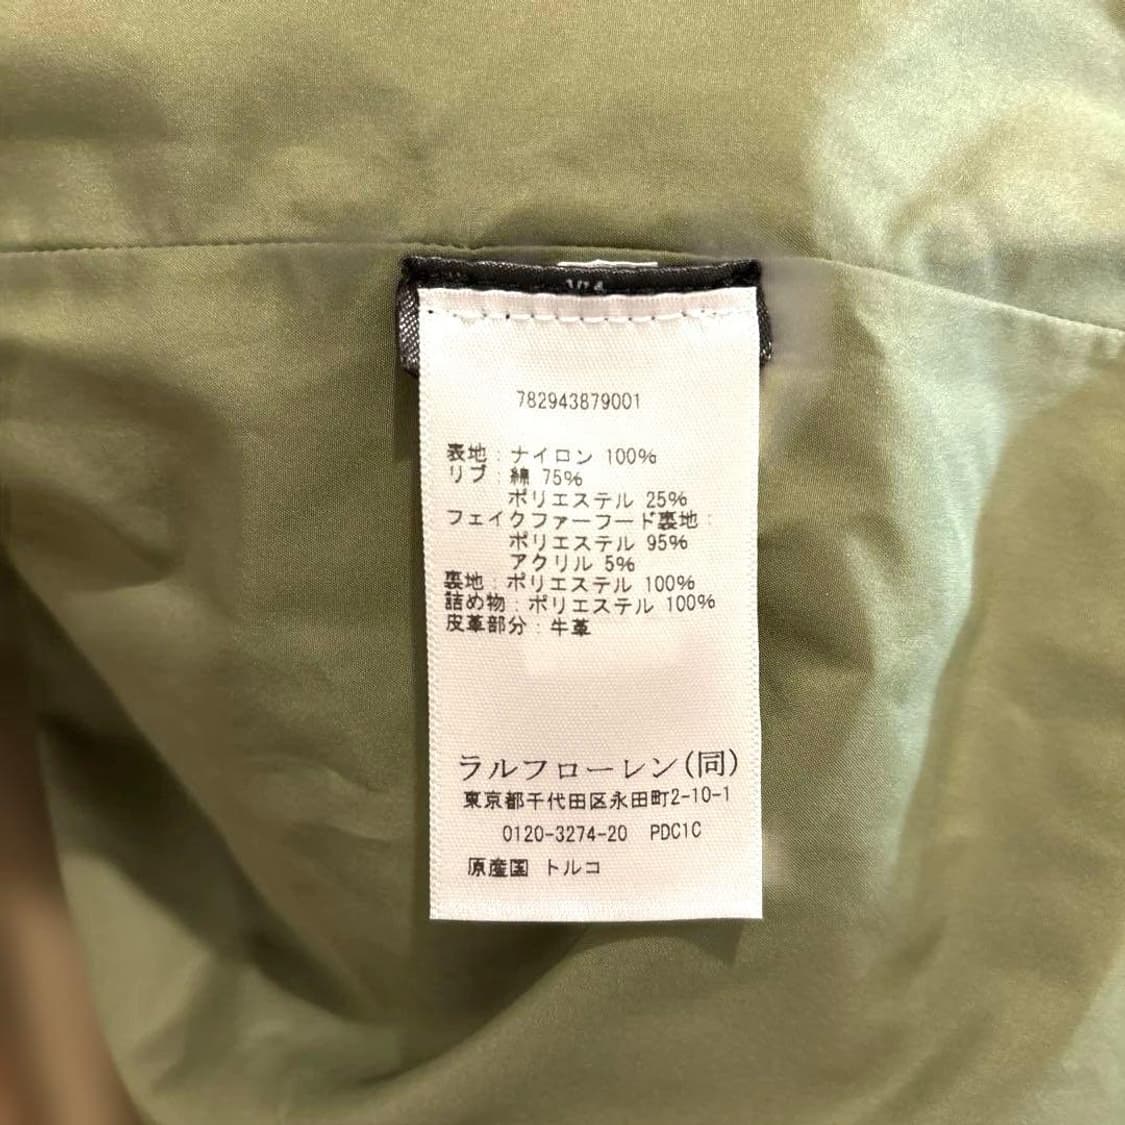 782943879001
表地：ナイロン 100%
リブ：綿 75%
ポリエステル 25%
フェイクファーフード裏地：
ポリエステル 95%
アクリル 5%
裏地：ポリエステル 100%
詰め物：ポリエステル 100%
皮革部分：牛革
ラルフローレン(同)
東京都千代田区永田町2-10-1
0120-3274-20 PDC1C
原産国 トルコ